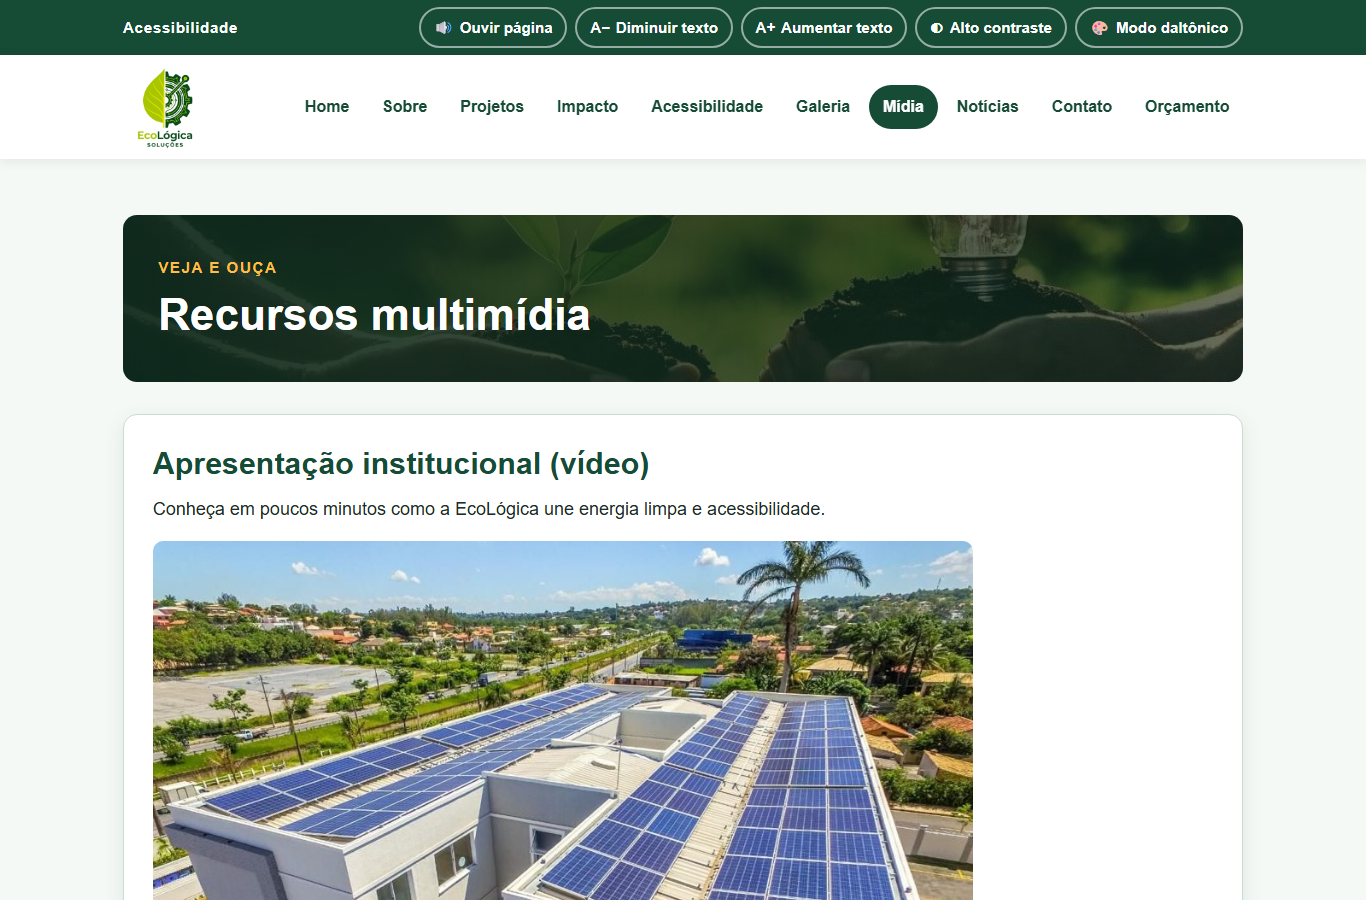 Acessibilidade
Ouvir página
A− Diminuir texto
A+ Aumentar texto
Alto contraste
Modo daltônico
EcoLógica
SOLUÇÕES
Home
Sobre
Projetos
Impacto
Acessibilidade
Galeria
Mídia
Notícias
Contato
Orçamento
VEJA E OUÇA
Recursos multimídia
Apresentação institucional (vídeo)
Conheça em poucos minutos como a EcoLógica une energia limpa e acessibilidade.